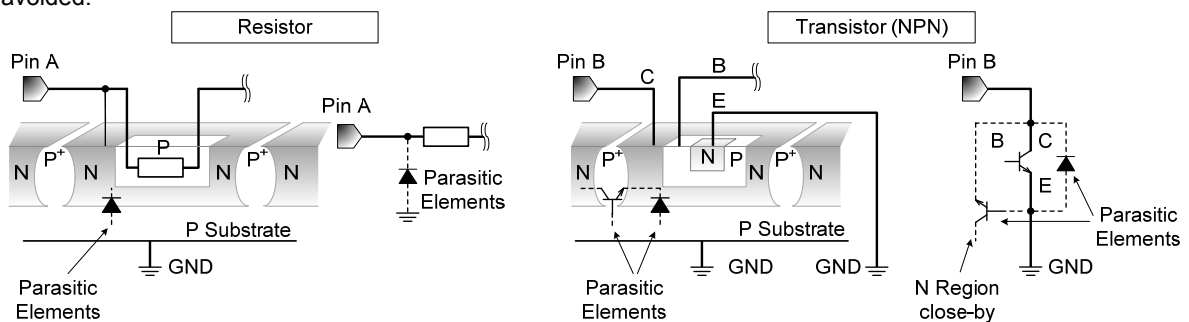 avoided.
Resistor
Transistor (NPN)
Pin A
Pin A
N
P+
N
P
N
P+
N
Parasitic
Elements
P Substrate
GND
Parasitic
Elements
Pin B
C
B
E
N
P+
N
N
P
P+
N
P Substrate
GND
GND
Parasitic
Elements
Pin B
B
C
E
Parasitic
Elements
GND
N Region
close-by